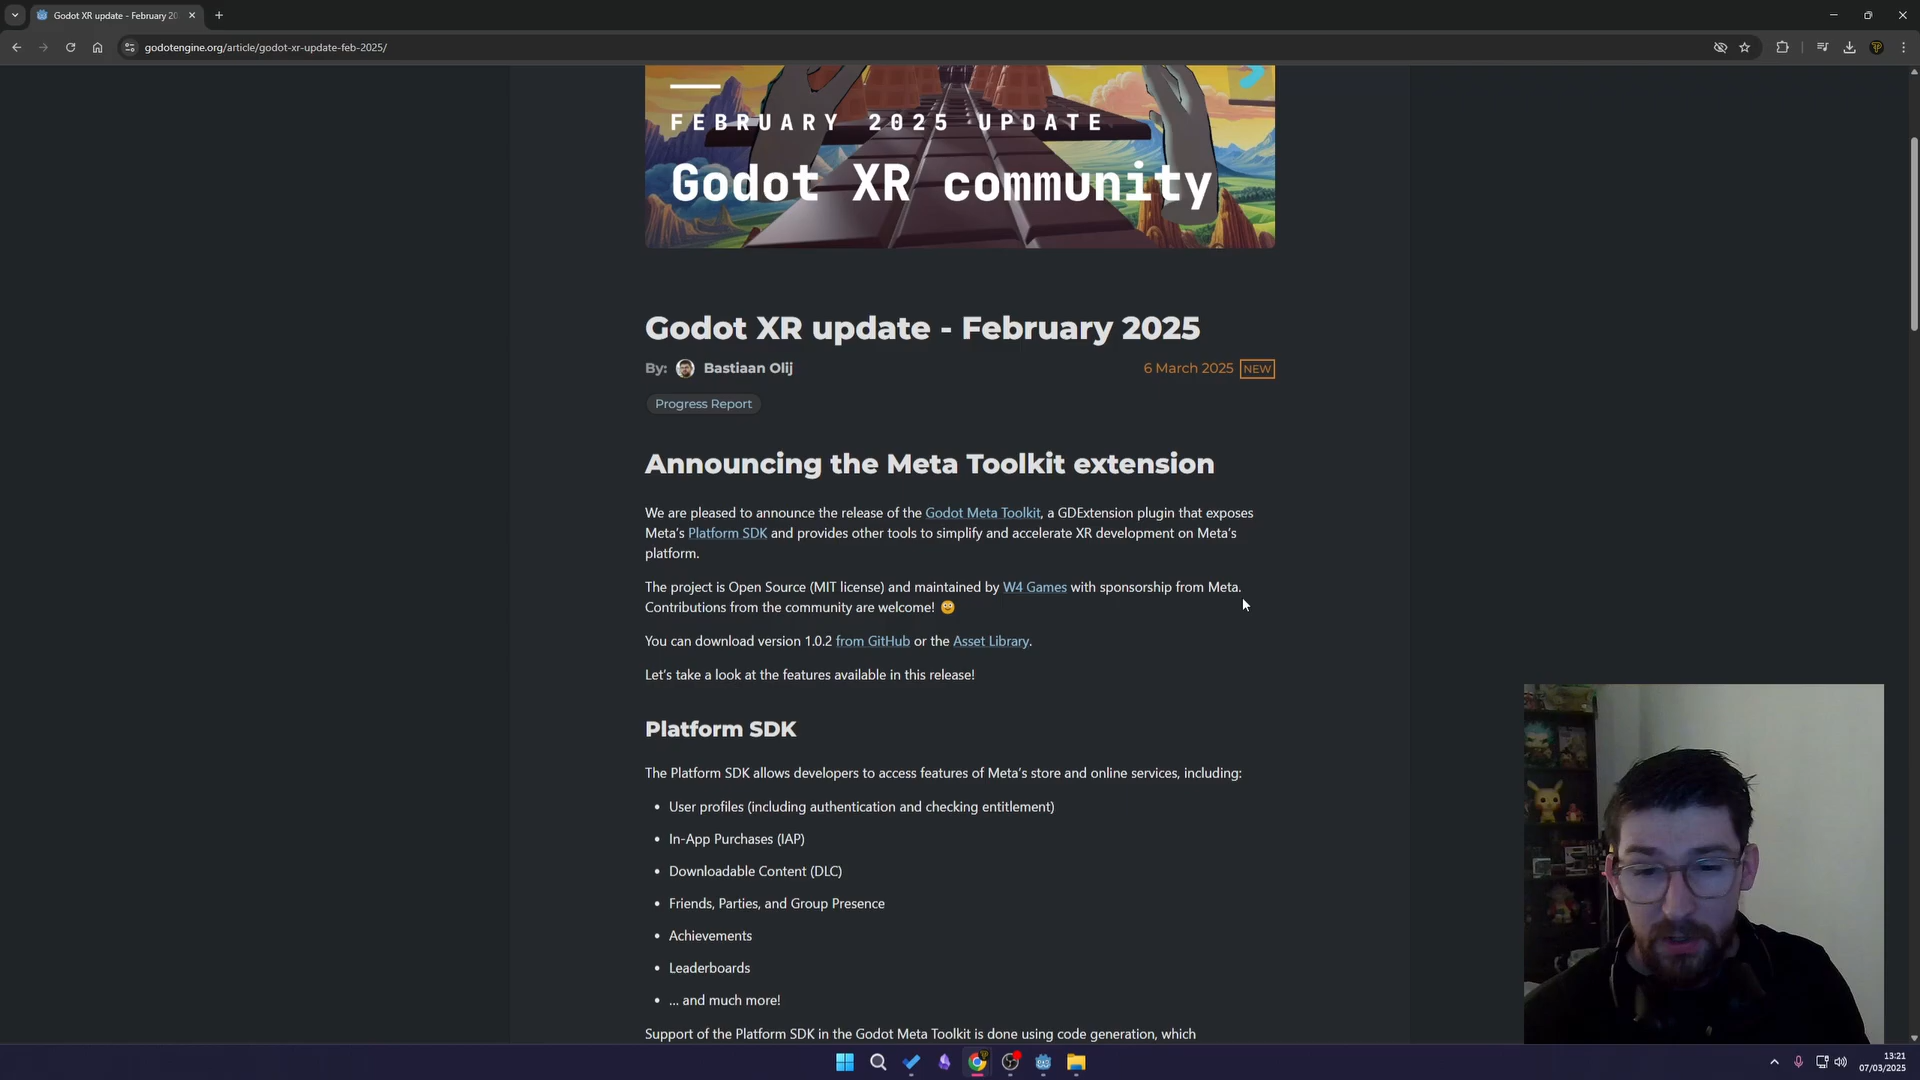 Godot XR update - February 20
godotengine.org/article/godot-xr-update-feb-2025/
FEBRUARY 2025 UPDATE
Godot XR community
Godot XR update - February 2025
By: Bastiaan Olij
6 March 2025 NEW
Progress Report
Announcing the Meta Toolkit extension
We are pleased to announce the release of the Godot Meta Toolkit, a GDExtension plugin that exposes
Meta's Platform SDK and provides other tools to simplify and accelerate XR development on Meta's
platform.
The project is Open Source (MIT license) and maintained by W4 Games with sponsorship from Meta.
Contributions from the community are welcome! 😳
You can download version 1.0.2 from GitHub or the Asset Library.
Let's take a look at the features available in this release!
Platform SDK
The Platform SDK allows developers to access features of Meta's store and online services, including:
• User profiles (including authentication and checking entitlement)
• In-App Purchases (IAP)
• Downloadable Content (DLC)
• Friends, Parties, and Group Presence
• Achievements
• Leaderboards
• ... and much more!
Support of the Platform SDK in the Godot Meta Toolkit is done using code generation, which
13:21
07/03/2025